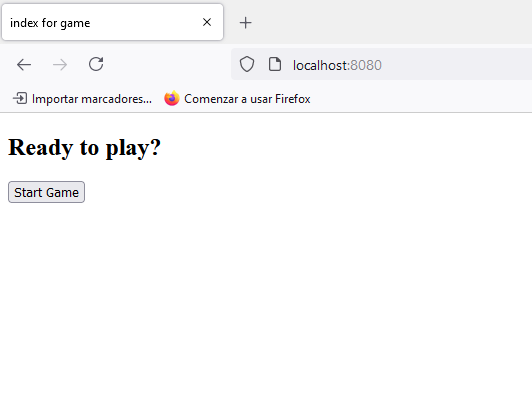 index for game
localhost:8080
Importar marcadores...
Comenzar a usar Firefox
Ready to play?
Start Game